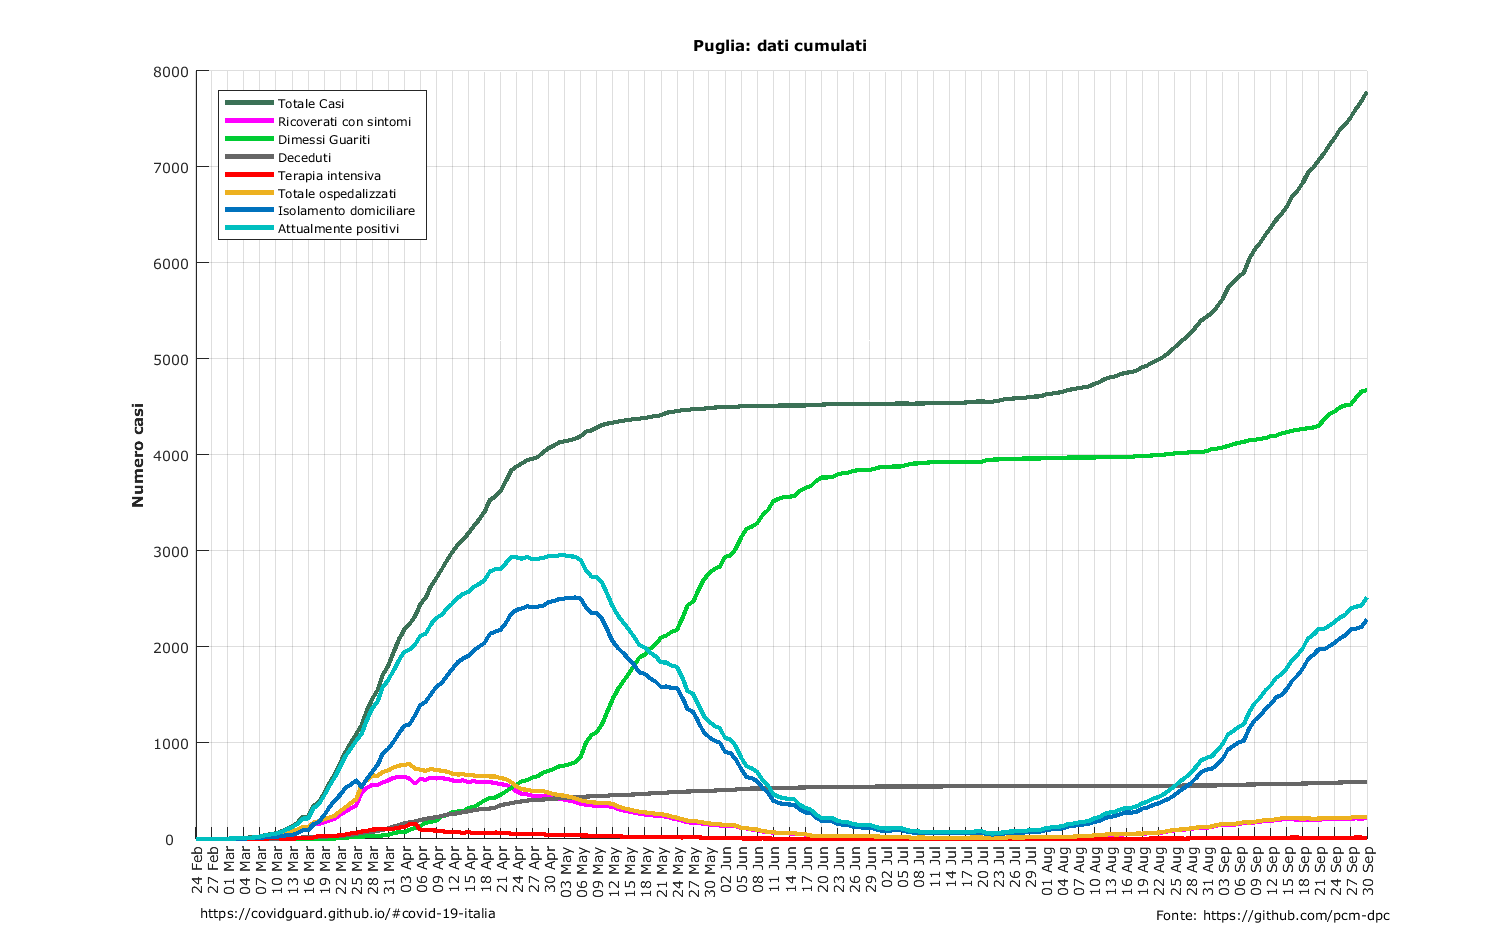 Puglia: dati cumulati
8000
7000
6000
5000
4000
3000
2000
1000
0
Numero casi
Totale Casi
Ricoverati con sintomi
Dimessi Guariti
Deceduti
Terapia intensiva
Totale ospedalizzati
Isolamento domiciliare
Attualmente positivi
24 Feb
27 Feb
01 Mar
04 Mar
07 Mar
10 Mar
13 Mar
16 Mar
19 Mar
22 Mar
25 Mar
28 Mar
31 Mar
03 Apr
06 Apr
09 Apr
12 Apr
15 Apr
18 Apr
21 Apr
24 Apr
27 Apr
30 Apr
03 May
06 May
09 May
12 May
15 May
18 May
21 May
24 May
27 May
30 May
02 Jun
05 Jun
08 Jun
11 Jun
14 Jun
17 Jun
20 Jun
23 Jun
26 Jun
29 Jun
02 Jul
05 Jul
08 Jul
11 Jul
14 Jul
17 Jul
20 Jul
23 Jul
26 Jul
29 Jul
01 Aug
04 Aug
07 Aug
10 Aug
13 Aug
16 Aug
19 Aug
22 Aug
25 Aug
28 Aug
31 Aug
03 Sep
06 Sep
09 Sep
12 Sep
15 Sep
18 Sep
21 Sep
24 Sep
27 Sep
30 Sep
https://covidguard.github.io/#covid-19-italia
Fonte: https://github.com/pcm-dpc